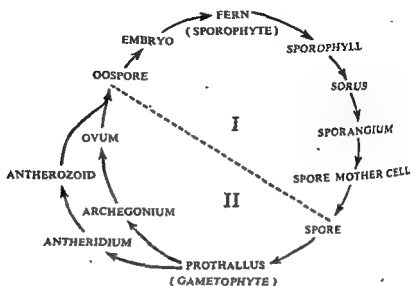 FERN
(SPOROPHYTE)
EMBRYO
SPOROPHYLL
OOSPORE
SORUS
I
OVUM
SPORANGIUM
ANTHEROZOID
SPORE MOTHER CELL
II
ARCHEGONIUM
SPORE
ANTHERIDIUM
PROTHALLUS
(GAMETOPHYTE)